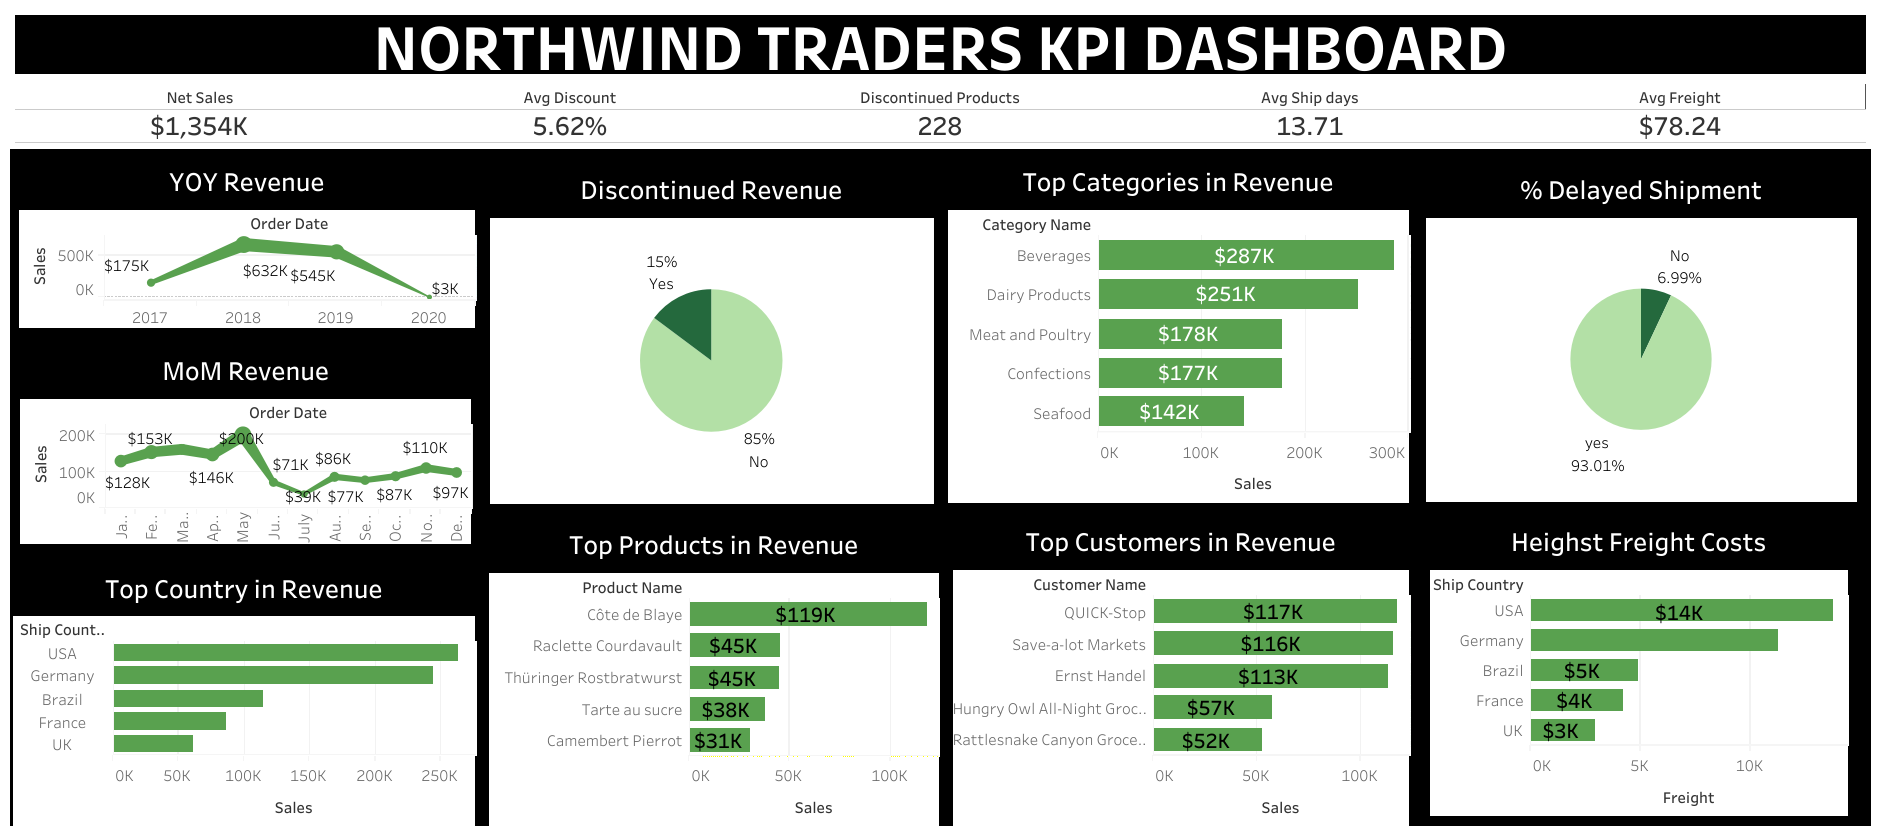 NORTHWIND TRADERS KPI DASHBOARD
Net Sales Avg Discount Discontinued Products Avg Ship days Avg Freight
$1,354K 5.62% 228 13.71 $78.24
YOY Revenue
Order Date
Sales
500K
0K
$175K
$632K
$545K
$3K
2017 2018 2019 2020
MoM Revenue
Order Date
Sales
200K
100K
0K
$128K
$153K
$146K
$200K
$71K
$39K
$86K
$77K
$87K
$110K
$97K
Ja.. Fe.. Ma.. Ap.. May Ju.. July Au.. Se.. Oc.. No.. De..
Top Country in Revenue
Ship Count..
USA
Germany
Brazil
France
UK
0K 50K 100K 150K 200K 250K
Sales
Discontinued Revenue
15%
Yes
85%
No
Top Products in Revenue
Product Name
Côte de Blaye $119K
Raclette Courdavault $45K
Thüringer Rostbratwurst $45K
Tarte au sucre $38K
Camembert Pierrot $31K
0K 50K 100K
Sales
Top Categories in Revenue
Category Name
Beverages $287K
Dairy Products $251K
Meat and Poultry $178K
Confections $177K
Seafood $142K
0K 100K 200K 300K
Sales
Top Customers in Revenue
Customer Name
QUICK-Stop $117K
Save-a-lot Markets $116K
Ernst Handel $113K
Hungry Owl All-Night Groc.. $57K
Rattlesnake Canyon Groce.. $52K
0K 50K 100K
Sales
% Delayed Shipment
No
6.99%
yes
93.01%
Heighst Freight Costs
Ship Country
USA $14K
Germany
Brazil $5K
France $4K
UK $3K
0K 5K 10K
Freight